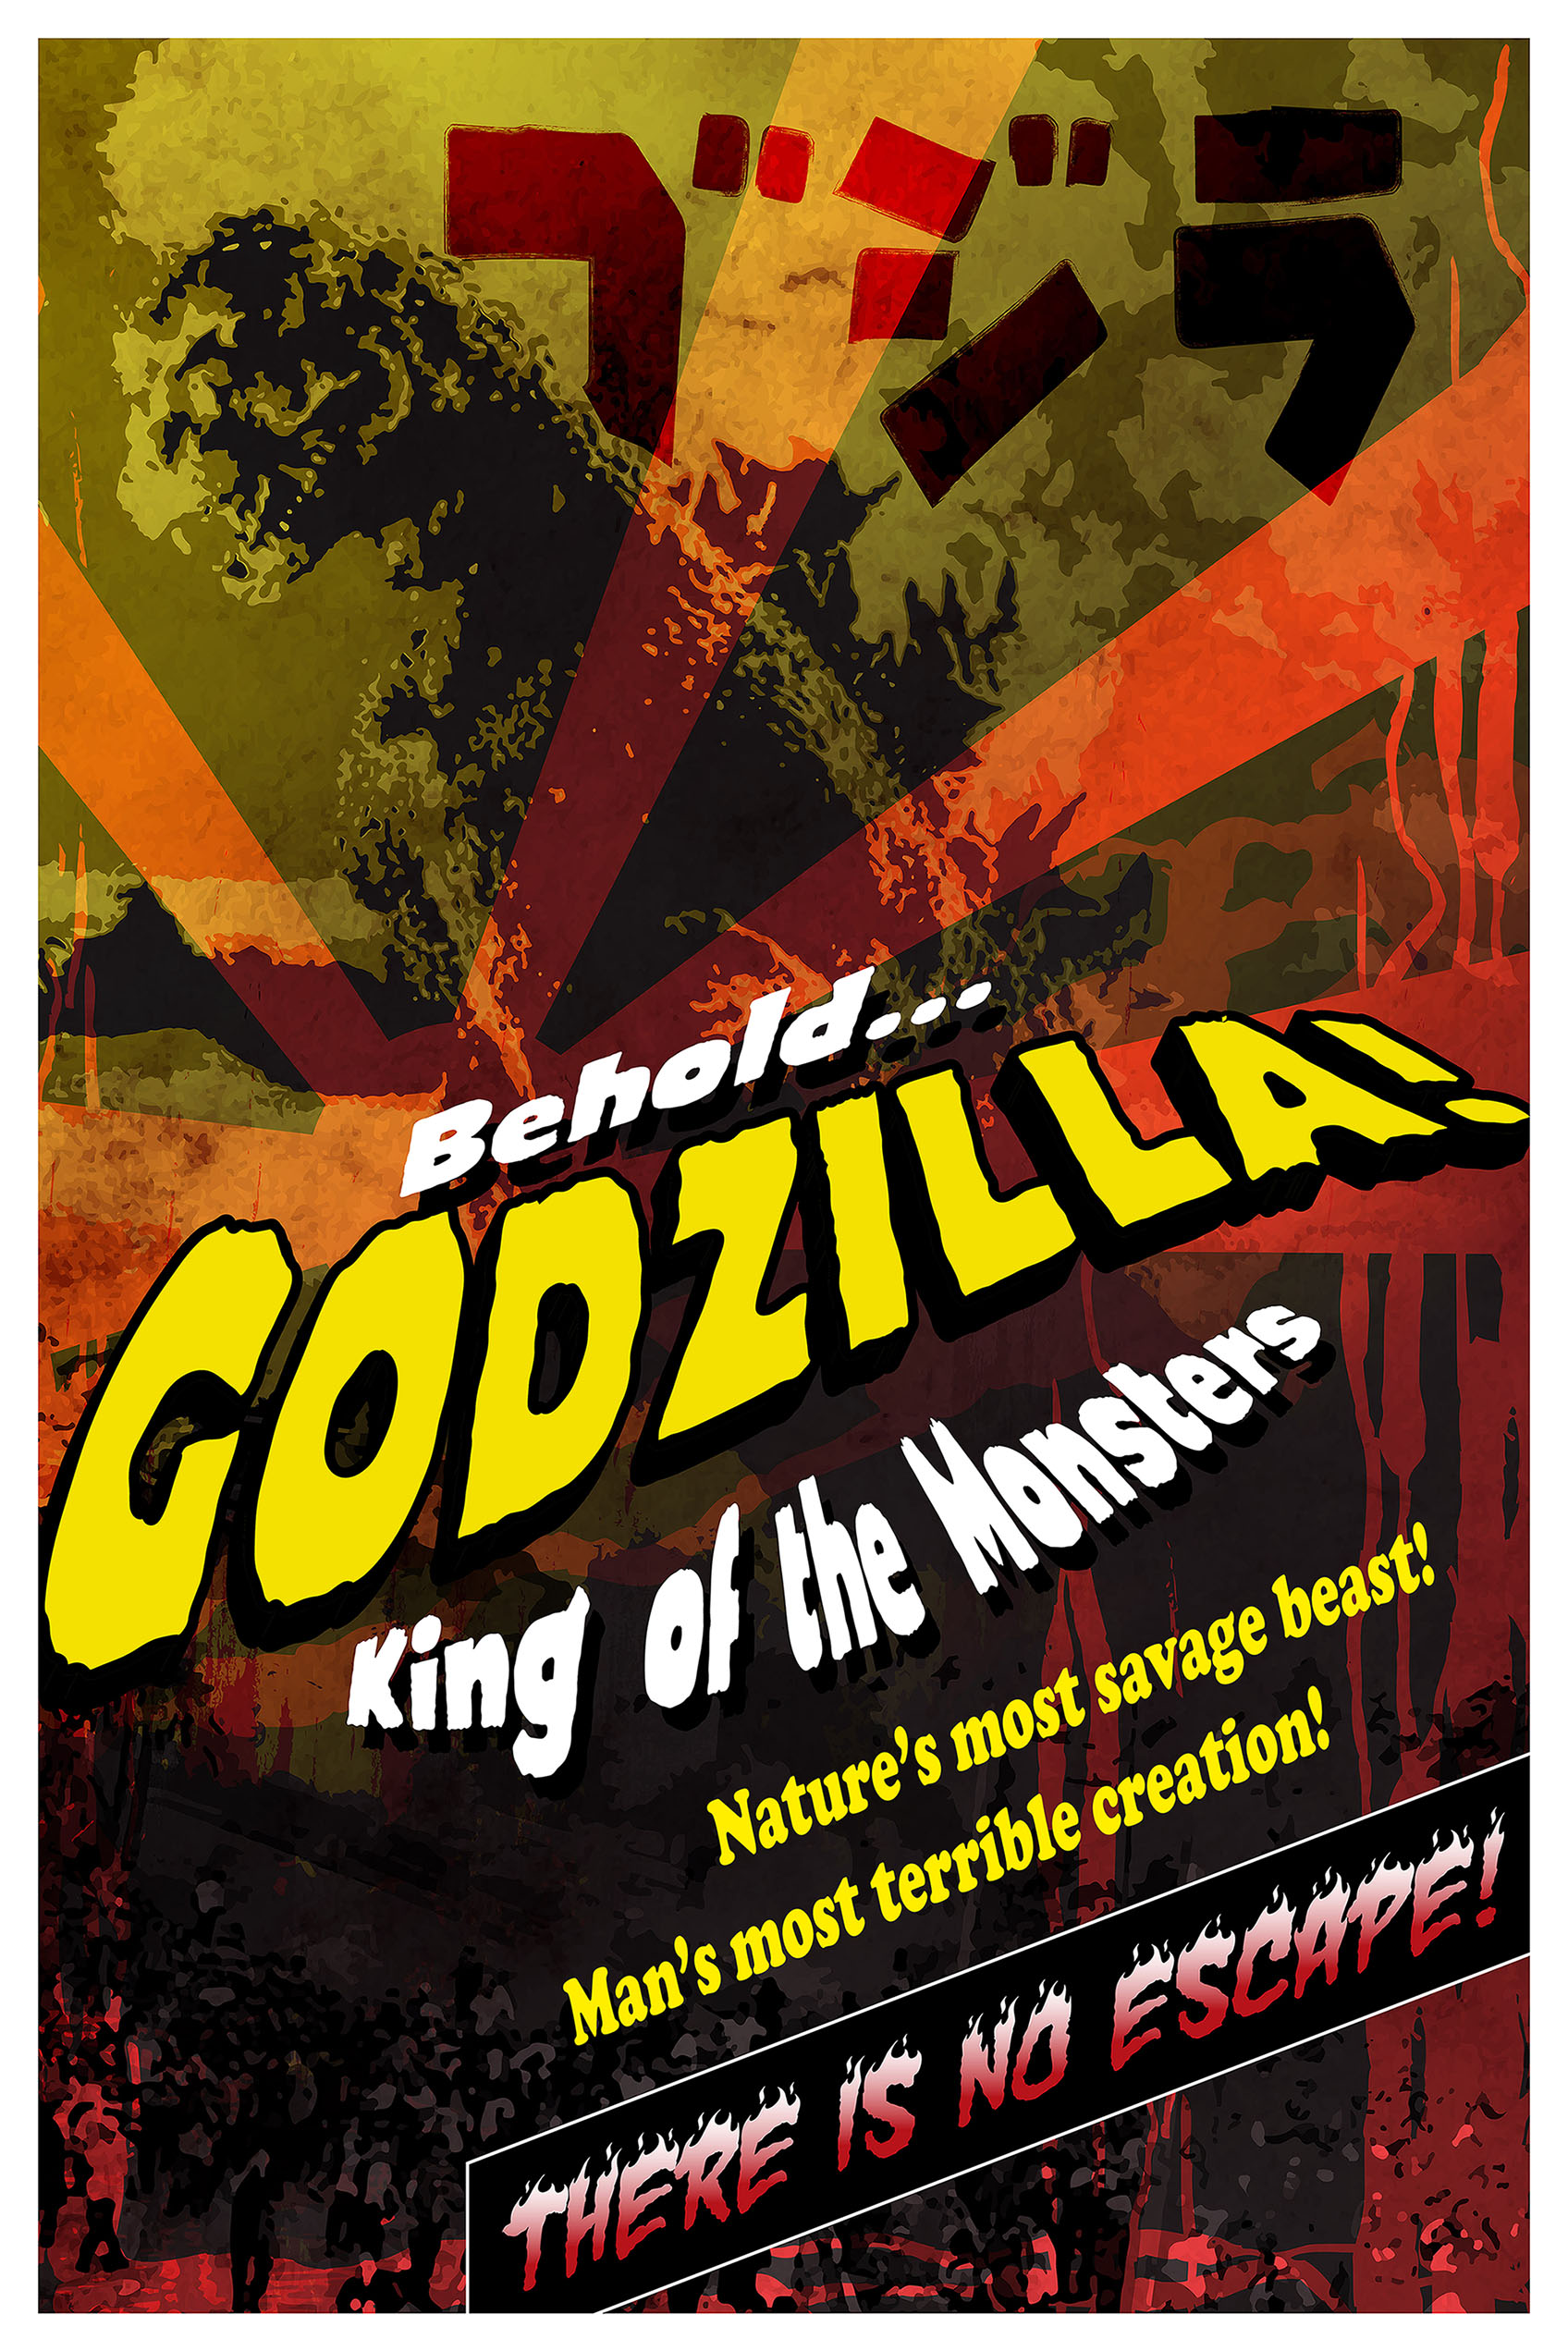 ブジラ
Behold...
GODZILLA!
King of the Monsters
Nature's most savage beast!
Man's most terrible creation!
THERE IS NO ESCAPE!